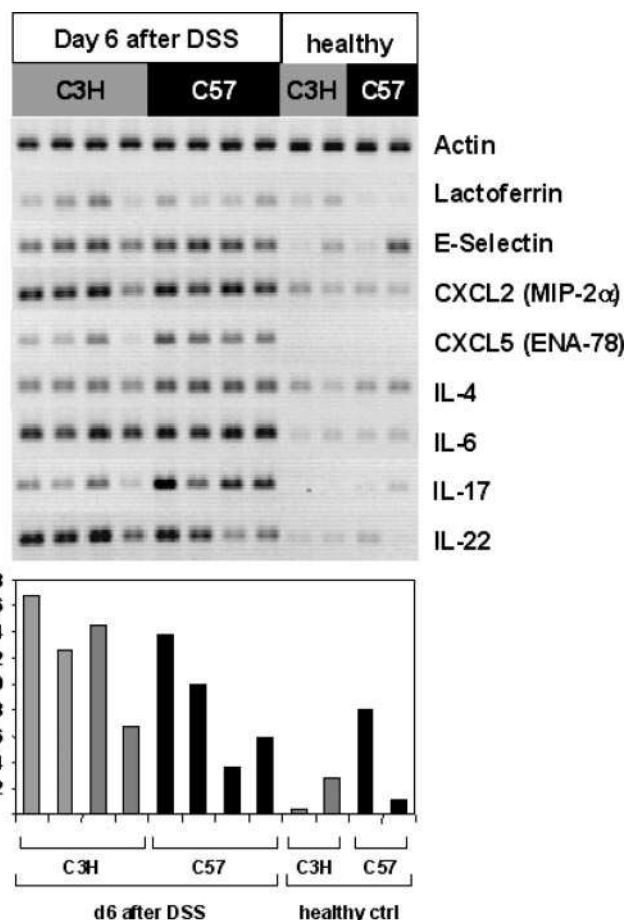 Day 6 after DSS healthy
C3H C57 C3H C57
Actin
Lactoferrin
E-Selectin
CXCL2 (MIP-2α)
CXCL5 (ENA-78)
IL-4
IL-6
IL-17
IL-22
C3H C57 C3H C57
d6 after DSS healthy ctrl